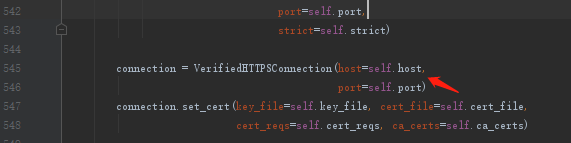 542 port=self.port,
543 strict=self.strict)
544
545 connection = VerifiedHTTPSConnection(host=self.host,
546 port=self.port)
547 connection.set_cert(key_file=self.key_file, cert_file=self.cert_file,
548 cert_reqs=self.cert_reqs, ca_certs=self.ca_certs)